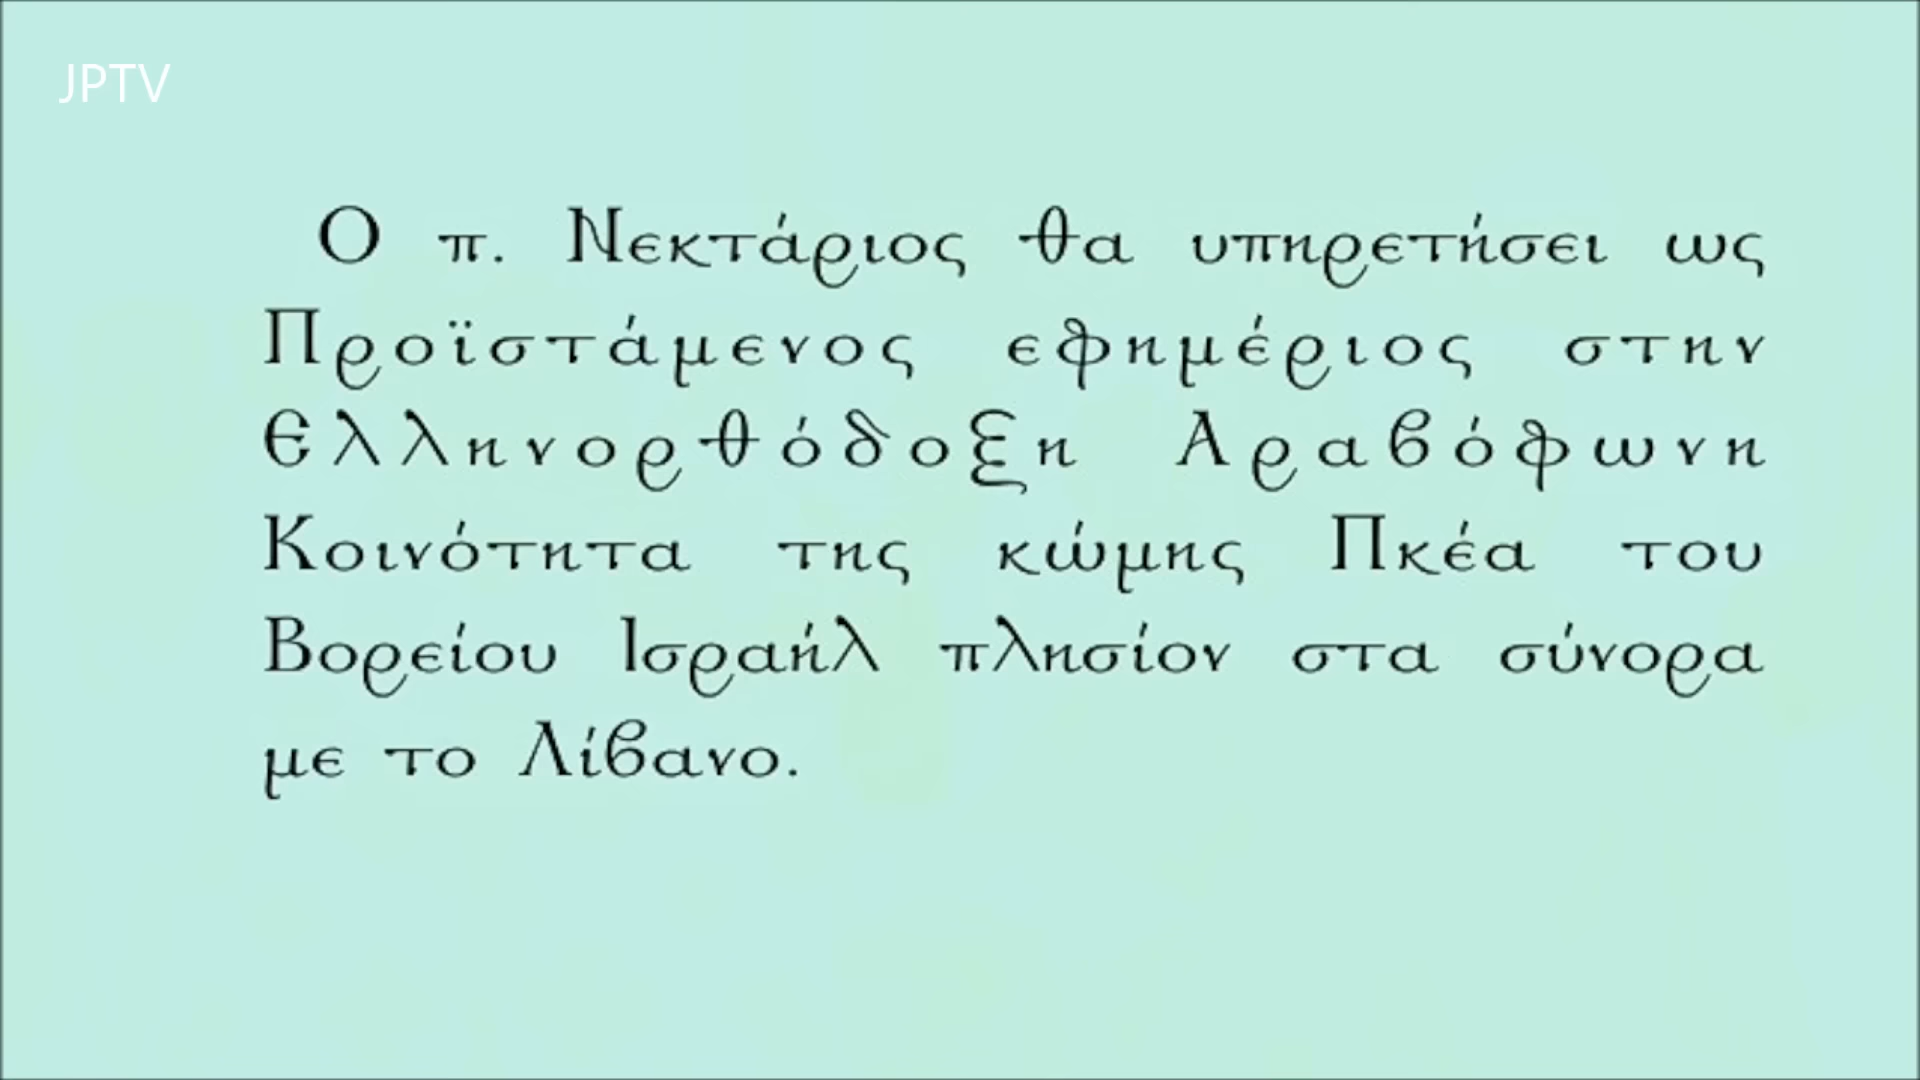 JPTV
Ο π. Νεκτάριος θα υπηρετήσει ως
Προϊστάμενος εφημέριος στην
Ελληνορθόδοξη Αραβόφωνη
Κοινότητα της κώμης Πκέα του
Βορείου Ισραήλ πλησίον στα σύνορα
με το Λίβανο.